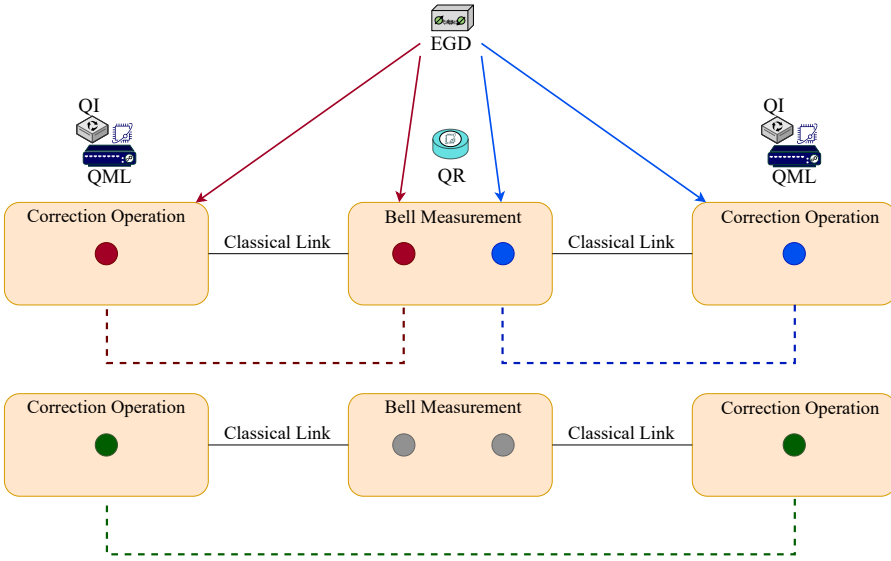 EGD
QI
QML
QR
QI
QML
Correction Operation
Classical Link
Bell Measurement
Classical Link
Correction Operation
Correction Operation
Classical Link
Bell Measurement
Classical Link
Correction Operation